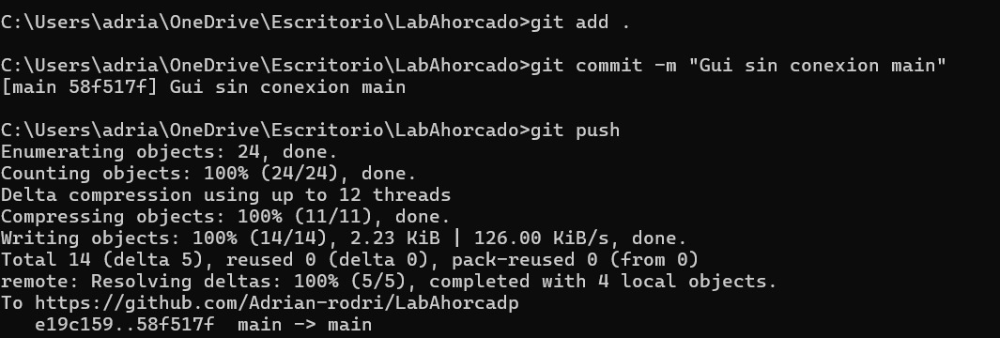 C:\Users\adria\OneDrive\Escritorio\LabAhorcado>git add .
C:\Users\adria\OneDrive\Escritorio\LabAhorcado>git commit -m "Gui sin conexion main"
[main 58f517f] Gui sin conexion main
C:\Users\adria\OneDrive\Escritorio\LabAhorcado>git push
Enumerating objects: 24, done.
Counting objects: 100% (24/24), done.
Delta compression using up to 12 threads
Compressing objects: 100% (11/11), done.
Writing objects: 100% (14/14), 2.23 KiB | 126.00 KiB/s, done.
Total 14 (delta 5), reused 0 (delta 0), pack-reused 0 (from 0)
remote: Resolving deltas: 100% (5/5), completed with 4 local objects.
To https://github.com/Adrian-rodri/LabAhorcadp
   e19c159..58f517f  main -> main